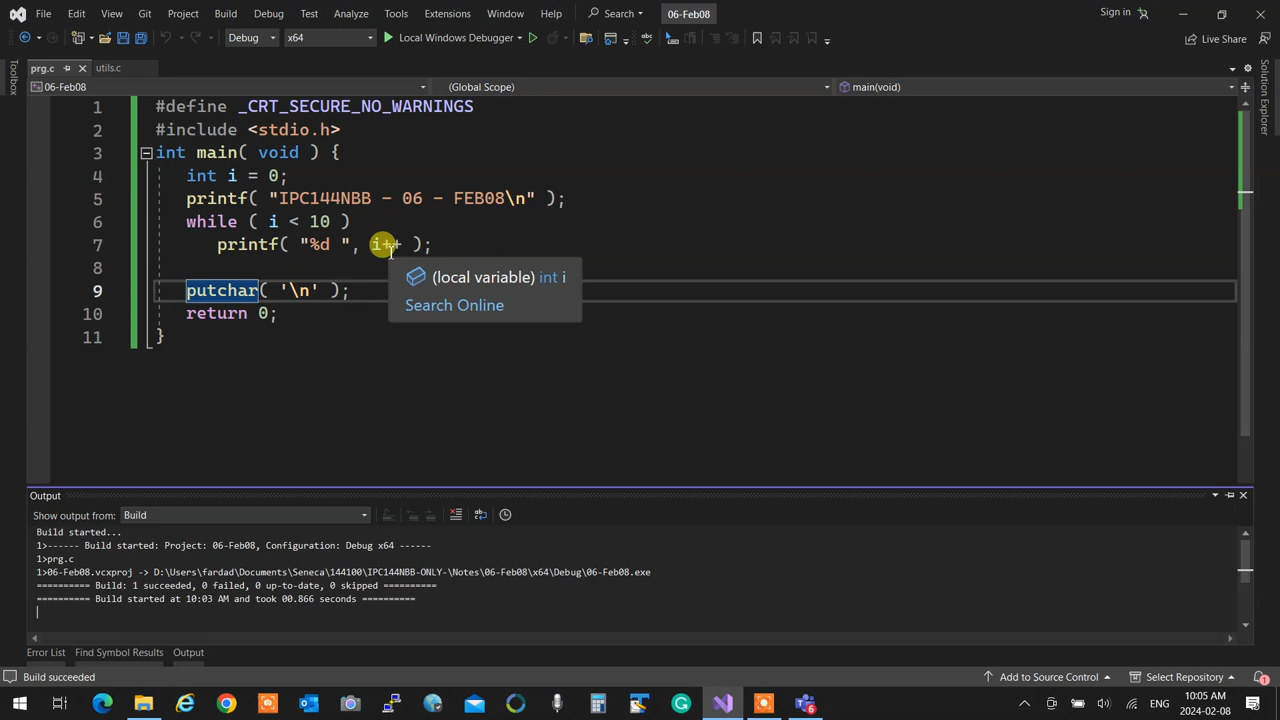 File Edit View Git Project Build Debug Test Analyze Tools Extensions Window Help Search 06-Feb08 Sign in
Debug x64 Local Windows Debugger Live Share
prg.c utils.c
06-Feb08 (Global Scope) main(void)
Toolbox
Solution Explorer
1 #define _CRT_SECURE_NO_WARNINGS
2 #include <stdio.h>
3 int main( void ) {
4 int i = 0;
5 printf( "IPC144NBB - 06 - FEB08\n" );
6 while ( i < 10 )
7 printf( "%d ", i++ );
8
9 putchar( '\n' );
10 return 0;
11 }
(local variable) int i
Search Online
Output
Show output from: Build
Build started...
1>------ Build started: Project: 06-Feb08, Configuration: Debug x64 ------
1>prg.c
1>06-Feb08.vcxproj -> D:\Users\fardad\Documents\Seneca\144100\IPC144NBB-ONLY-\Notes\06-Feb08\x64\Debug\06-Feb08.exe
========== Build: 1 succeeded, 0 failed, 0 up-to-date, 0 skipped ==========
========== Build started at 10:03 AM and took 00.866 seconds ==========
Error List Find Symbol Results Output
Build succeeded Add to Source Control Select Repository 1
6 ENG 10:05 AM
2024-02-08